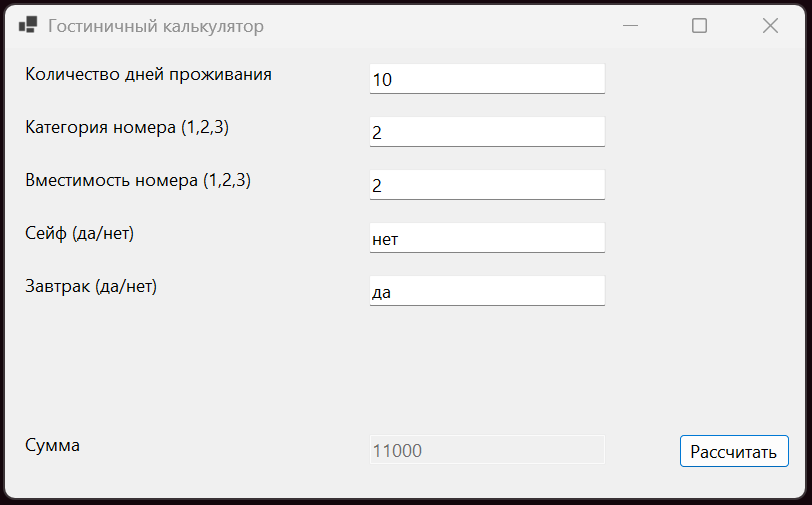 Гостиничный калькулятор
Количество дней проживания 10
Категория номера (1,2,3) 2
Вместимость номера (1,2,3) 2
Сейф (да/нет) нет
Завтрак (да/нет) да
Сумма 11000 Рассчитать